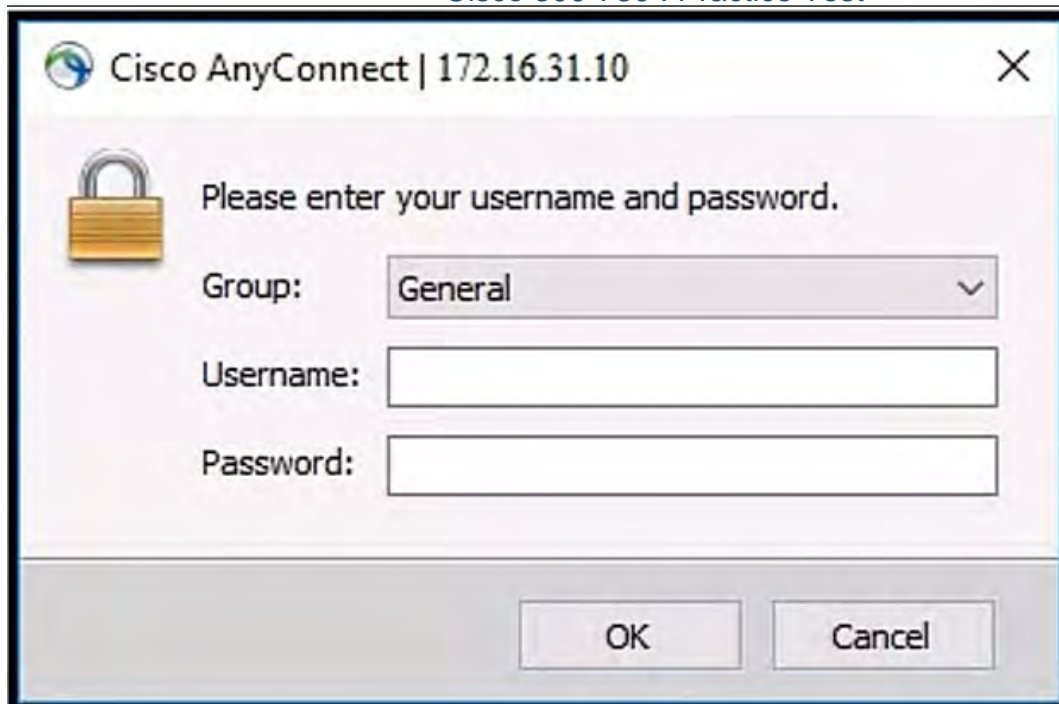 Cisco AnyConnect | 172.16.31.10
Please enter your username and password.
Group: General
Username:
Password:
OK Cancel